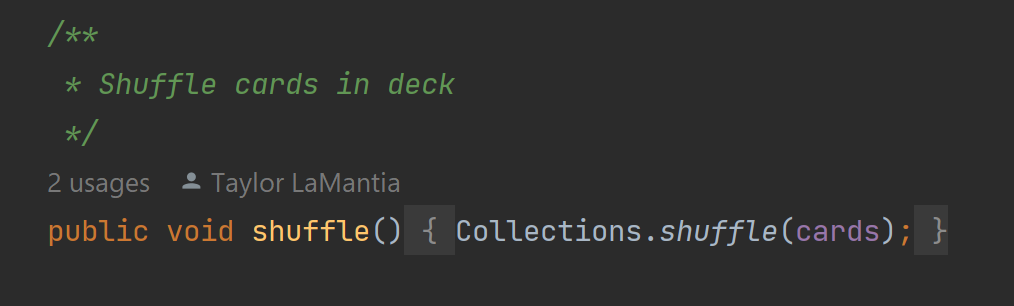 /**
* Shuffle cards in deck
*/
2 usages Taylor LaMantia
public void shuffle() { Collections.shuffle(cards); }